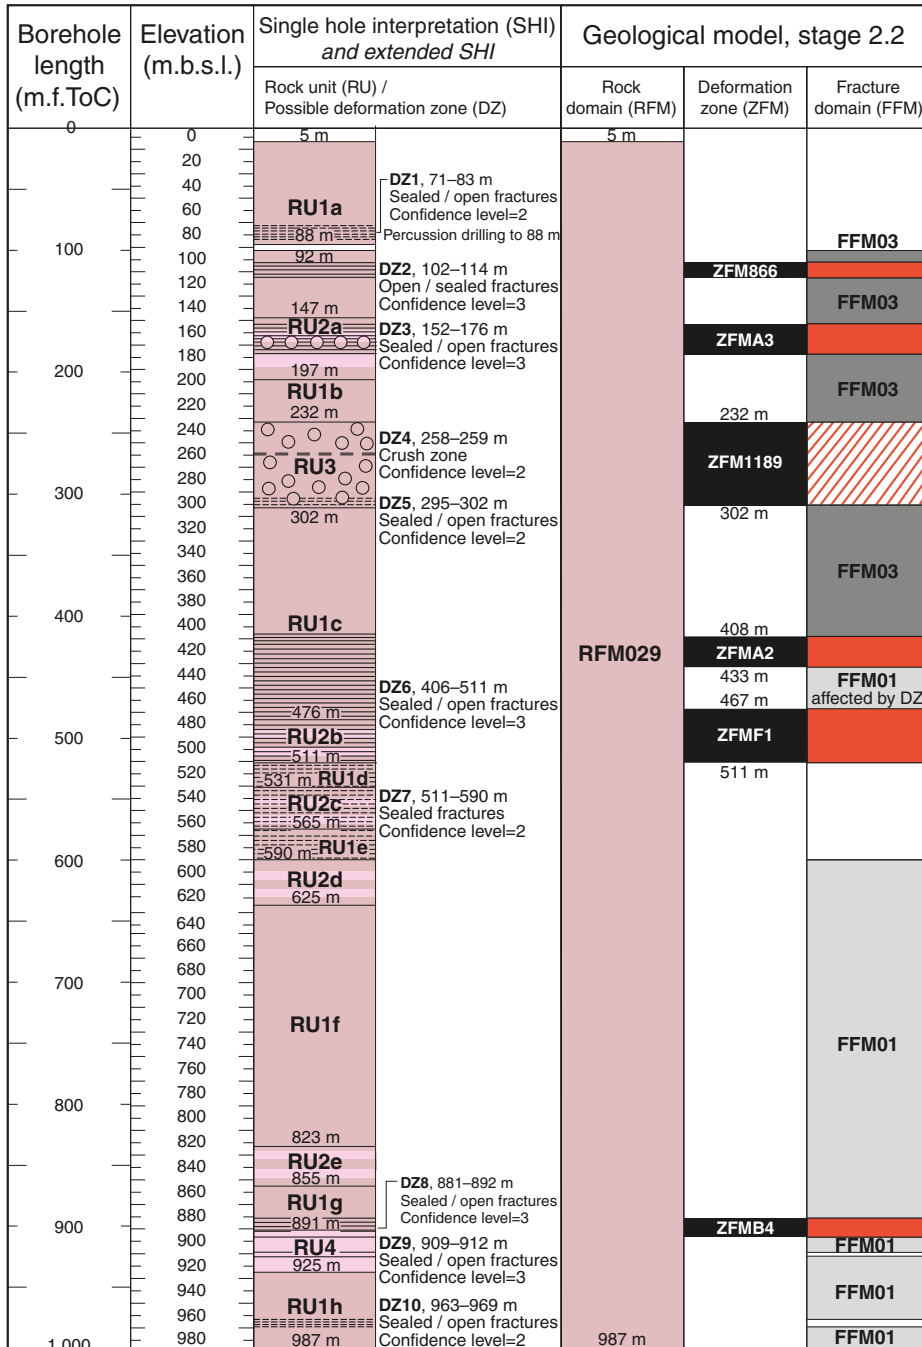 Borehole
length
(m.f.ToC)
Elevation
(m.b.s.l.)
Single hole interpretation (SHI)
and extended SHI
Geological model, stage 2.2
Rock unit (RU) /
Possible deformation zone (DZ)
Rock
domain (RFM)
Deformation
zone (ZFM)
Fracture
domain (FFM)
0
100
200
300
400
500
600
700
800
900
1 000
0
20
40
60
80
100
120
140
160
180
200
220
240
260
280
300
320
340
360
380
400
420
440
460
480
500
520
540
560
580
600
620
640
660
680
700
720
740
760
780
800
820
840
860
880
900
920
940
960
980
5 m
RU1a
88 m
92 m
147 m
RU2a
197 m
RU1b
232 m
RU3
302 m
RU1c
476 m
RU2b
511 m
531 m RU1d
RU2c
565 m
590 m RU1e
RU2d
625 m
RU1f
823 m
RU2e
855 m
RU1g
891 m
RU4
925 m
RU1h
987 m
DZ1, 71–83 m
Sealed / open fractures
Confidence level=2
Percussion drilling to 88 m
DZ2, 102–114 m
Open / sealed fractures
Confidence level=3
DZ3, 152–176 m
Sealed / open fractures
Confidence level=3
DZ4, 258–259 m
Crush zone
Confidence level=2
DZ5, 295–302 m
Sealed / open fractures
Confidence level=2
DZ6, 406–511 m
Sealed / open fractures
Confidence level=3
DZ7, 511–590 m
Sealed fractures
Confidence level=2
DZ8, 881–892 m
Sealed / open fractures
Confidence level=3
DZ9, 909–912 m
Sealed / open fractures
Confidence level=3
DZ10, 963–969 m
Sealed / open fractures
Confidence level=2
5 m
RFM029
987 m
ZFM866
ZFMA3
232 m
ZFM1189
302 m
408 m
ZFMA2
433 m
467 m
ZFMF1
511 m
ZFMB4
FFM03
FFM03
FFM03
FFM03
FFM01
affected by DZ
FFM01
FFM01
FFM01
FFM01